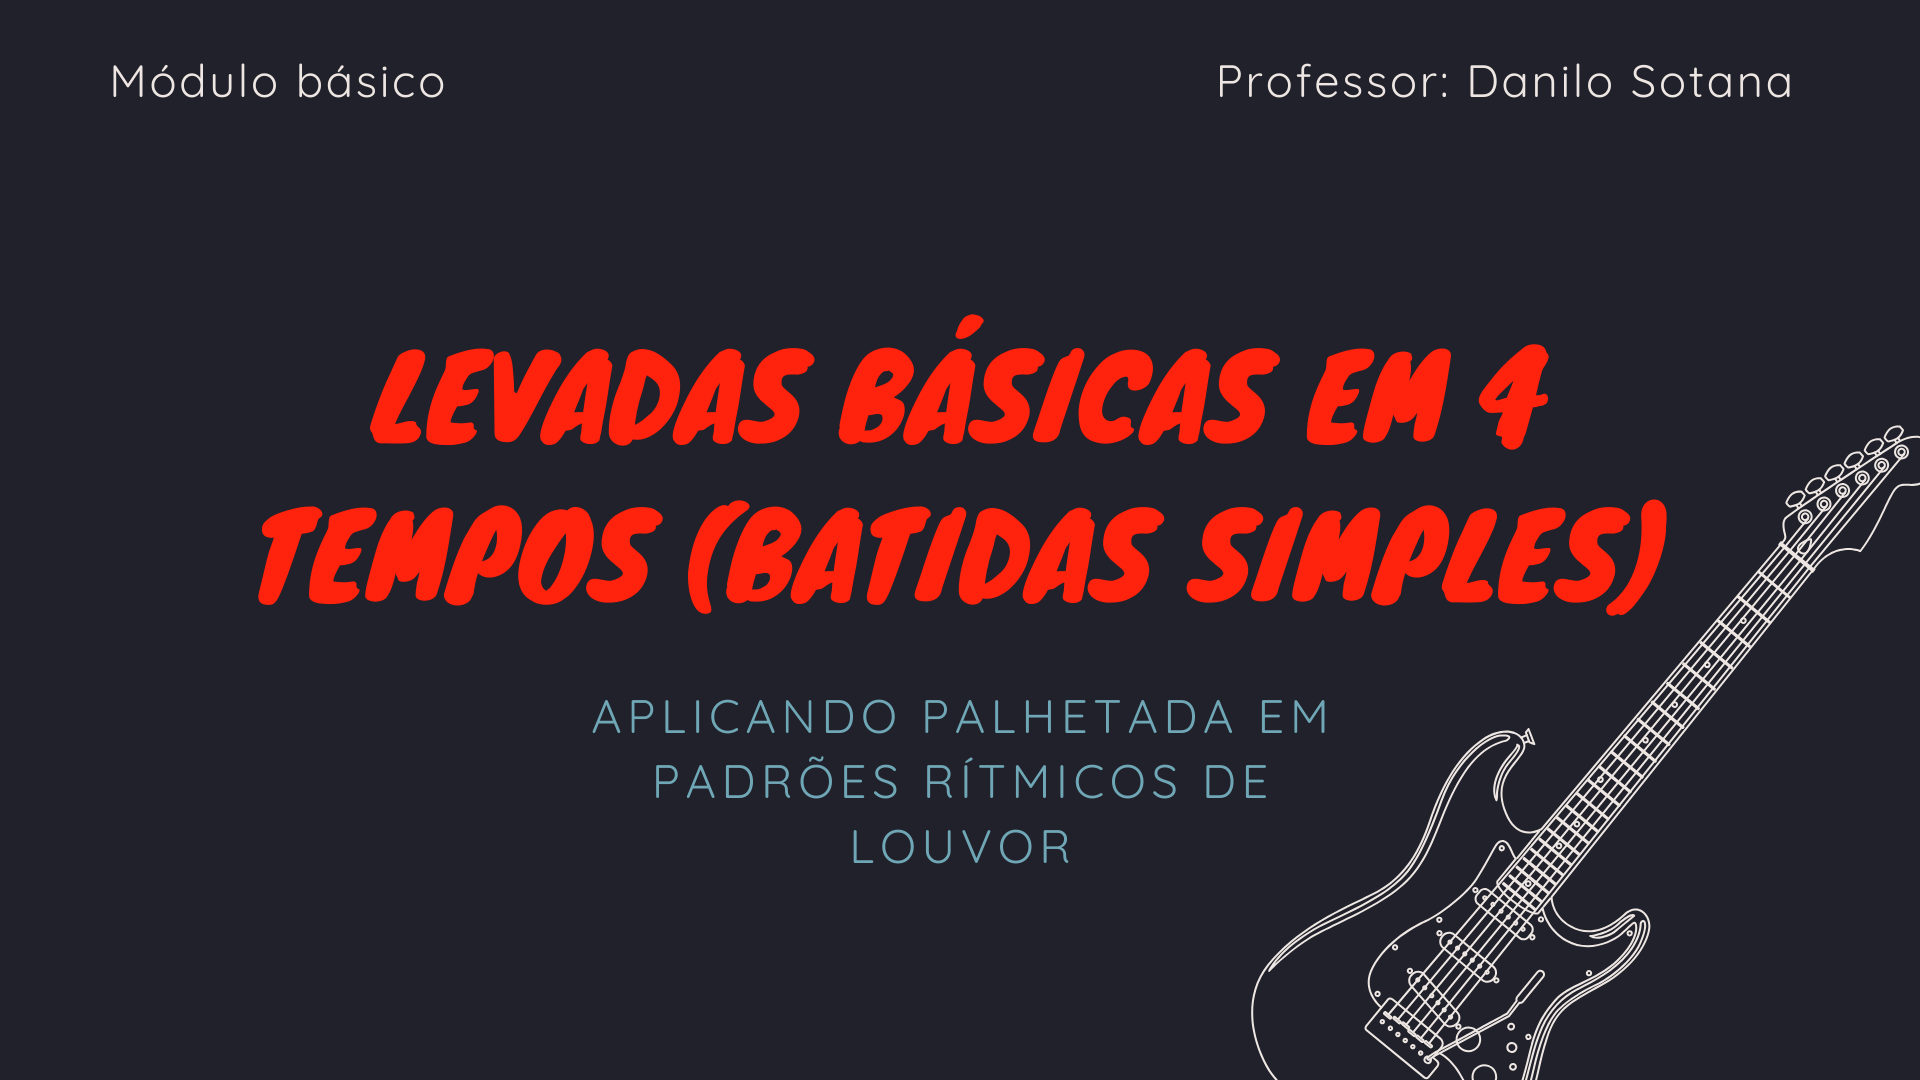 Módulo básico
Professor: Danilo Sotana
LEVADAS BÁSICAS EM 4
TEMPOS (BATIDAS SIMPLES)
APLICANDO PALHETADA EM
PADRÕES RÍTMICOS DE
LOUVOR